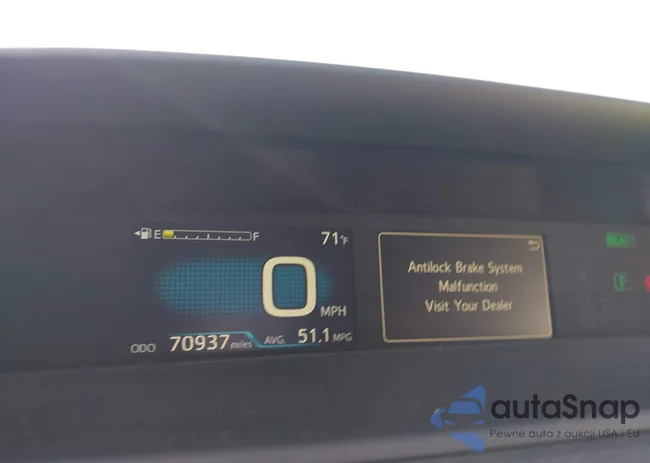 E F 71°F
0 MPH
ODO 70937 miles AVG. 51.1 MPG
Antilock Brake System
Malfunction
Visit Your Dealer
READY
autaSnap
Pewne auta z aukcji USA i EU